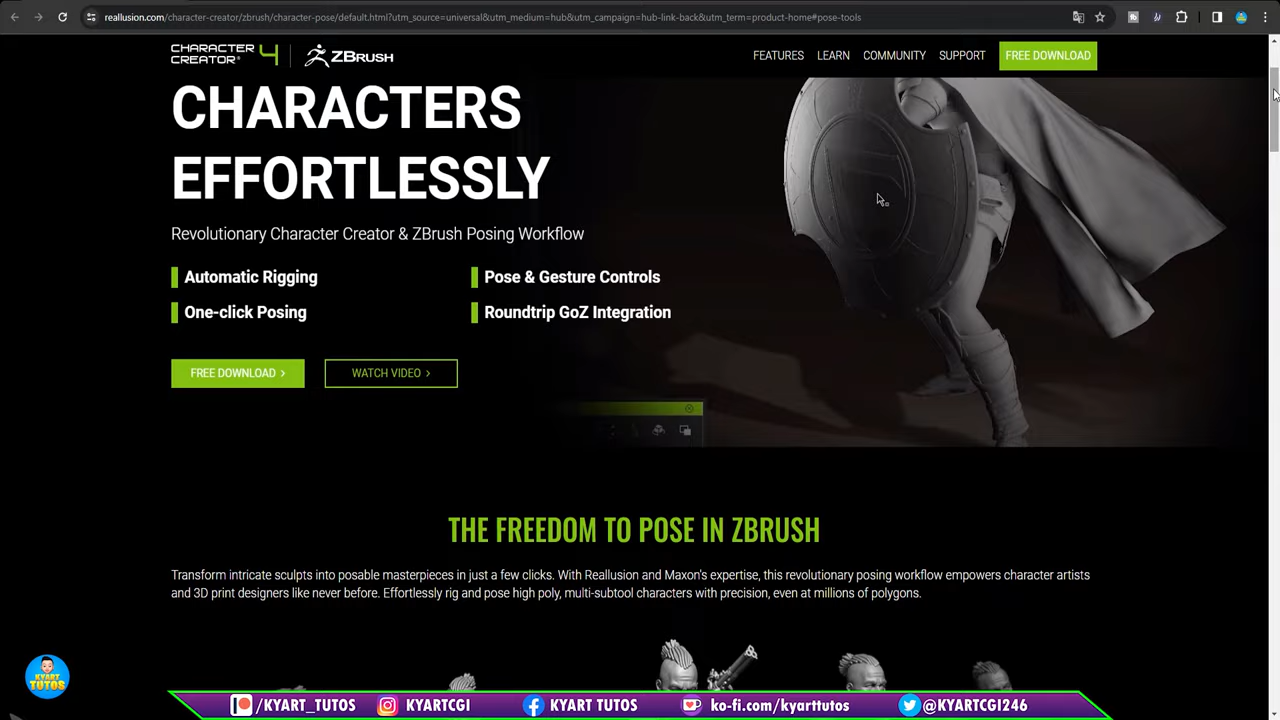 reallusion.com/character-creator/zbrush/character-pose/default.html?utm_source=universal&utm_medium=hub&utm_campaign=hub-link-back&utm_term=product-home#pose-tools
CHARACTER CREATOR® 4
ZBRUSH
FEATURES
LEARN
COMMUNITY
SUPPORT
FREE DOWNLOAD
CHARACTERS
EFFORTLESSLY
Revolutionary Character Creator & ZBrush Posing Workflow
Automatic Rigging
Pose & Gesture Controls
One-click Posing
Roundtrip GoZ Integration
FREE DOWNLOAD >
WATCH VIDEO >
THE FREEDOM TO POSE IN ZBRUSH
Transform intricate sculpts into posable masterpieces in just a few clicks. With Reallusion and Maxon's expertise, this revolutionary posing workflow empowers character artists
and 3D print designers like never before. Effortlessly rig and pose high poly, multi-subtool characters with precision, even at millions of polygons.
KYART
TUTOS
/KYART_TUTOS
KYARTCGI
KYART TUTOS
ko-fi.com/kyarttutos
@KYARTCGI246